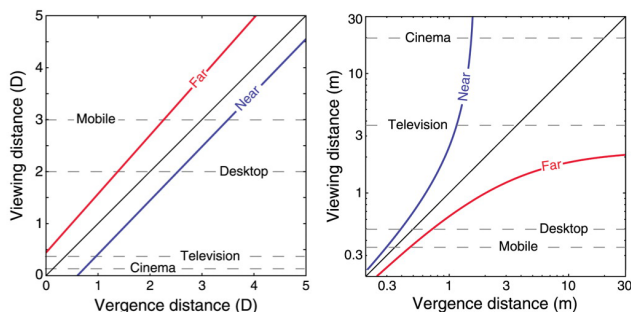 5
4
3
2
1
0
Viewing distance (D)
Far
Near
Mobile
Desktop
Television
Cinema
0 1 2 3 4 5
Vergence distance (D)
30
10
3
1
0.3
Viewing distance (m)
Cinema
Near
Television
Far
Desktop
Mobile
0.3 1 3 10 30
Vergence distance (m)